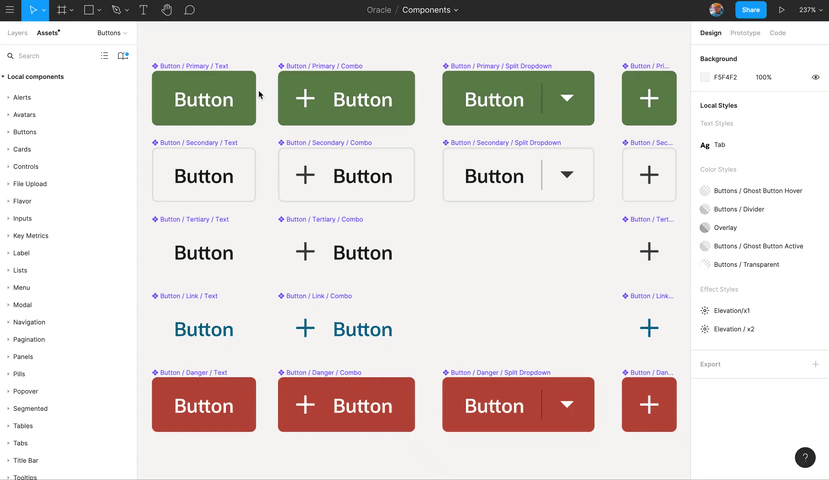 Oracle / Components
Share
237%
Layers
Assets
Buttons
Search
Local components
Alerts
Avatars
Buttons
Cards
Controls
File Upload
Flavor
Inputs
Key Metrics
Label
Lists
Menu
Modal
Navigation
Pagination
Panels
Pills
Popover
Segmented
Tables
Tabs
Title Bar
Tooltips
Button / Primary / Text
Button / Primary / Combo
Button / Primary / Split Dropdown
Button / Pri...
Button
Button
Button
Button / Secondary / Text
Button / Secondary / Combo
Button / Secondary / Split Dropdown
Button / Sec...
Button
Button
Button
Button / Tertiary / Text
Button / Tertiary / Combo
Button / Tert...
Button
Button
Button / Link / Text
Button / Link / Combo
Button / Link...
Button
Button
Button / Danger / Text
Button / Danger / Combo
Button / Danger / Split Dropdown
Button / Dan...
Button
Button
Button
Design
Prototype
Code
Background
F5F4F2
100%
Local Styles
Text Styles
Ag
Tab
Color Styles
Buttons / Ghost Button Hover
Buttons / Divider
Overlay
Buttons / Ghost Button Active
Buttons / Transparent
Effect Styles
Elevation/x1
Elevation / x2
Export
?